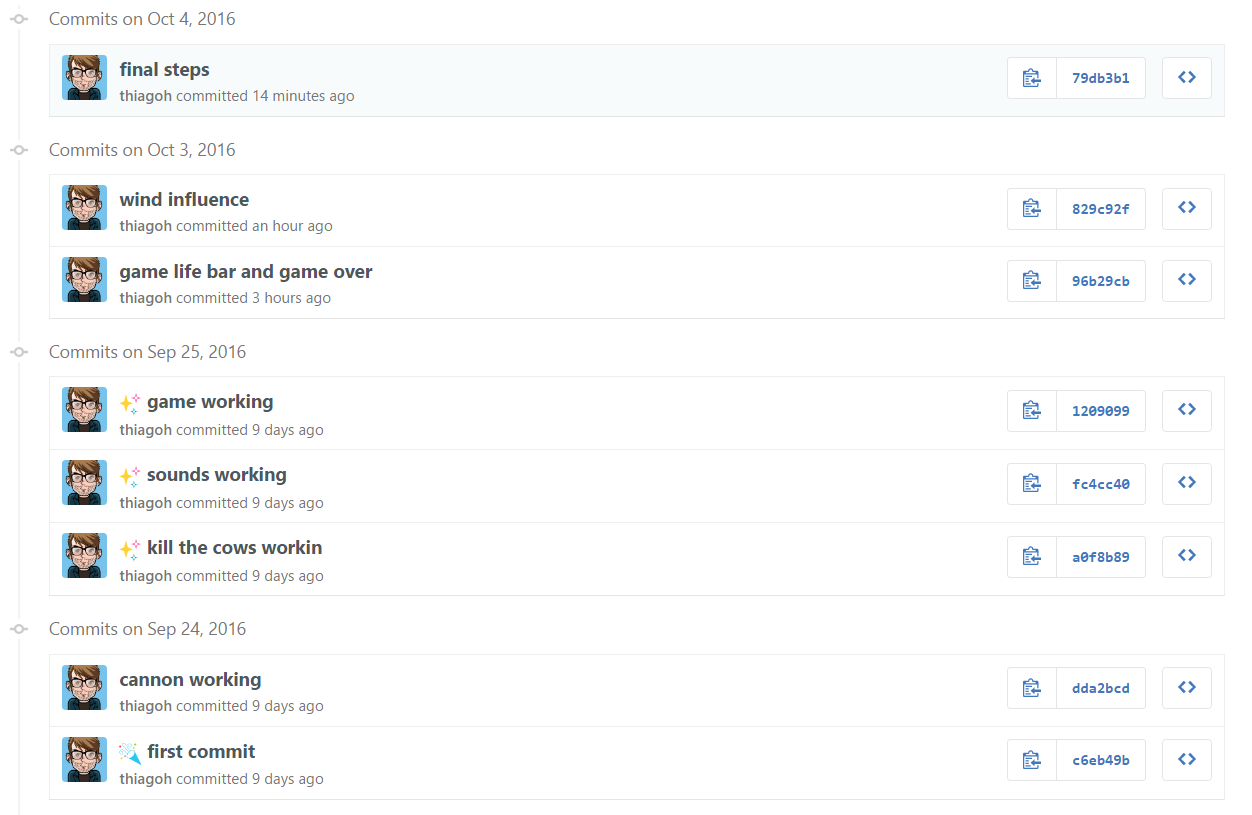 Commits on Oct 4, 2016
final steps
thiagoh committed 14 minutes ago
79db3b1
Commits on Oct 3, 2016
wind influence
thiagoh committed an hour ago
829c92f
game life bar and game over
thiagoh committed 3 hours ago
96b29cb
Commits on Sep 25, 2016
✨ game working
thiagoh committed 9 days ago
1209099
✨ sounds working
thiagoh committed 9 days ago
fc4cc40
✨ kill the cows workin
thiagoh committed 9 days ago
a0f8b89
Commits on Sep 24, 2016
cannon working
thiagoh committed 9 days ago
dda2bcd
🎉 first commit
thiagoh committed 9 days ago
c6eb49b